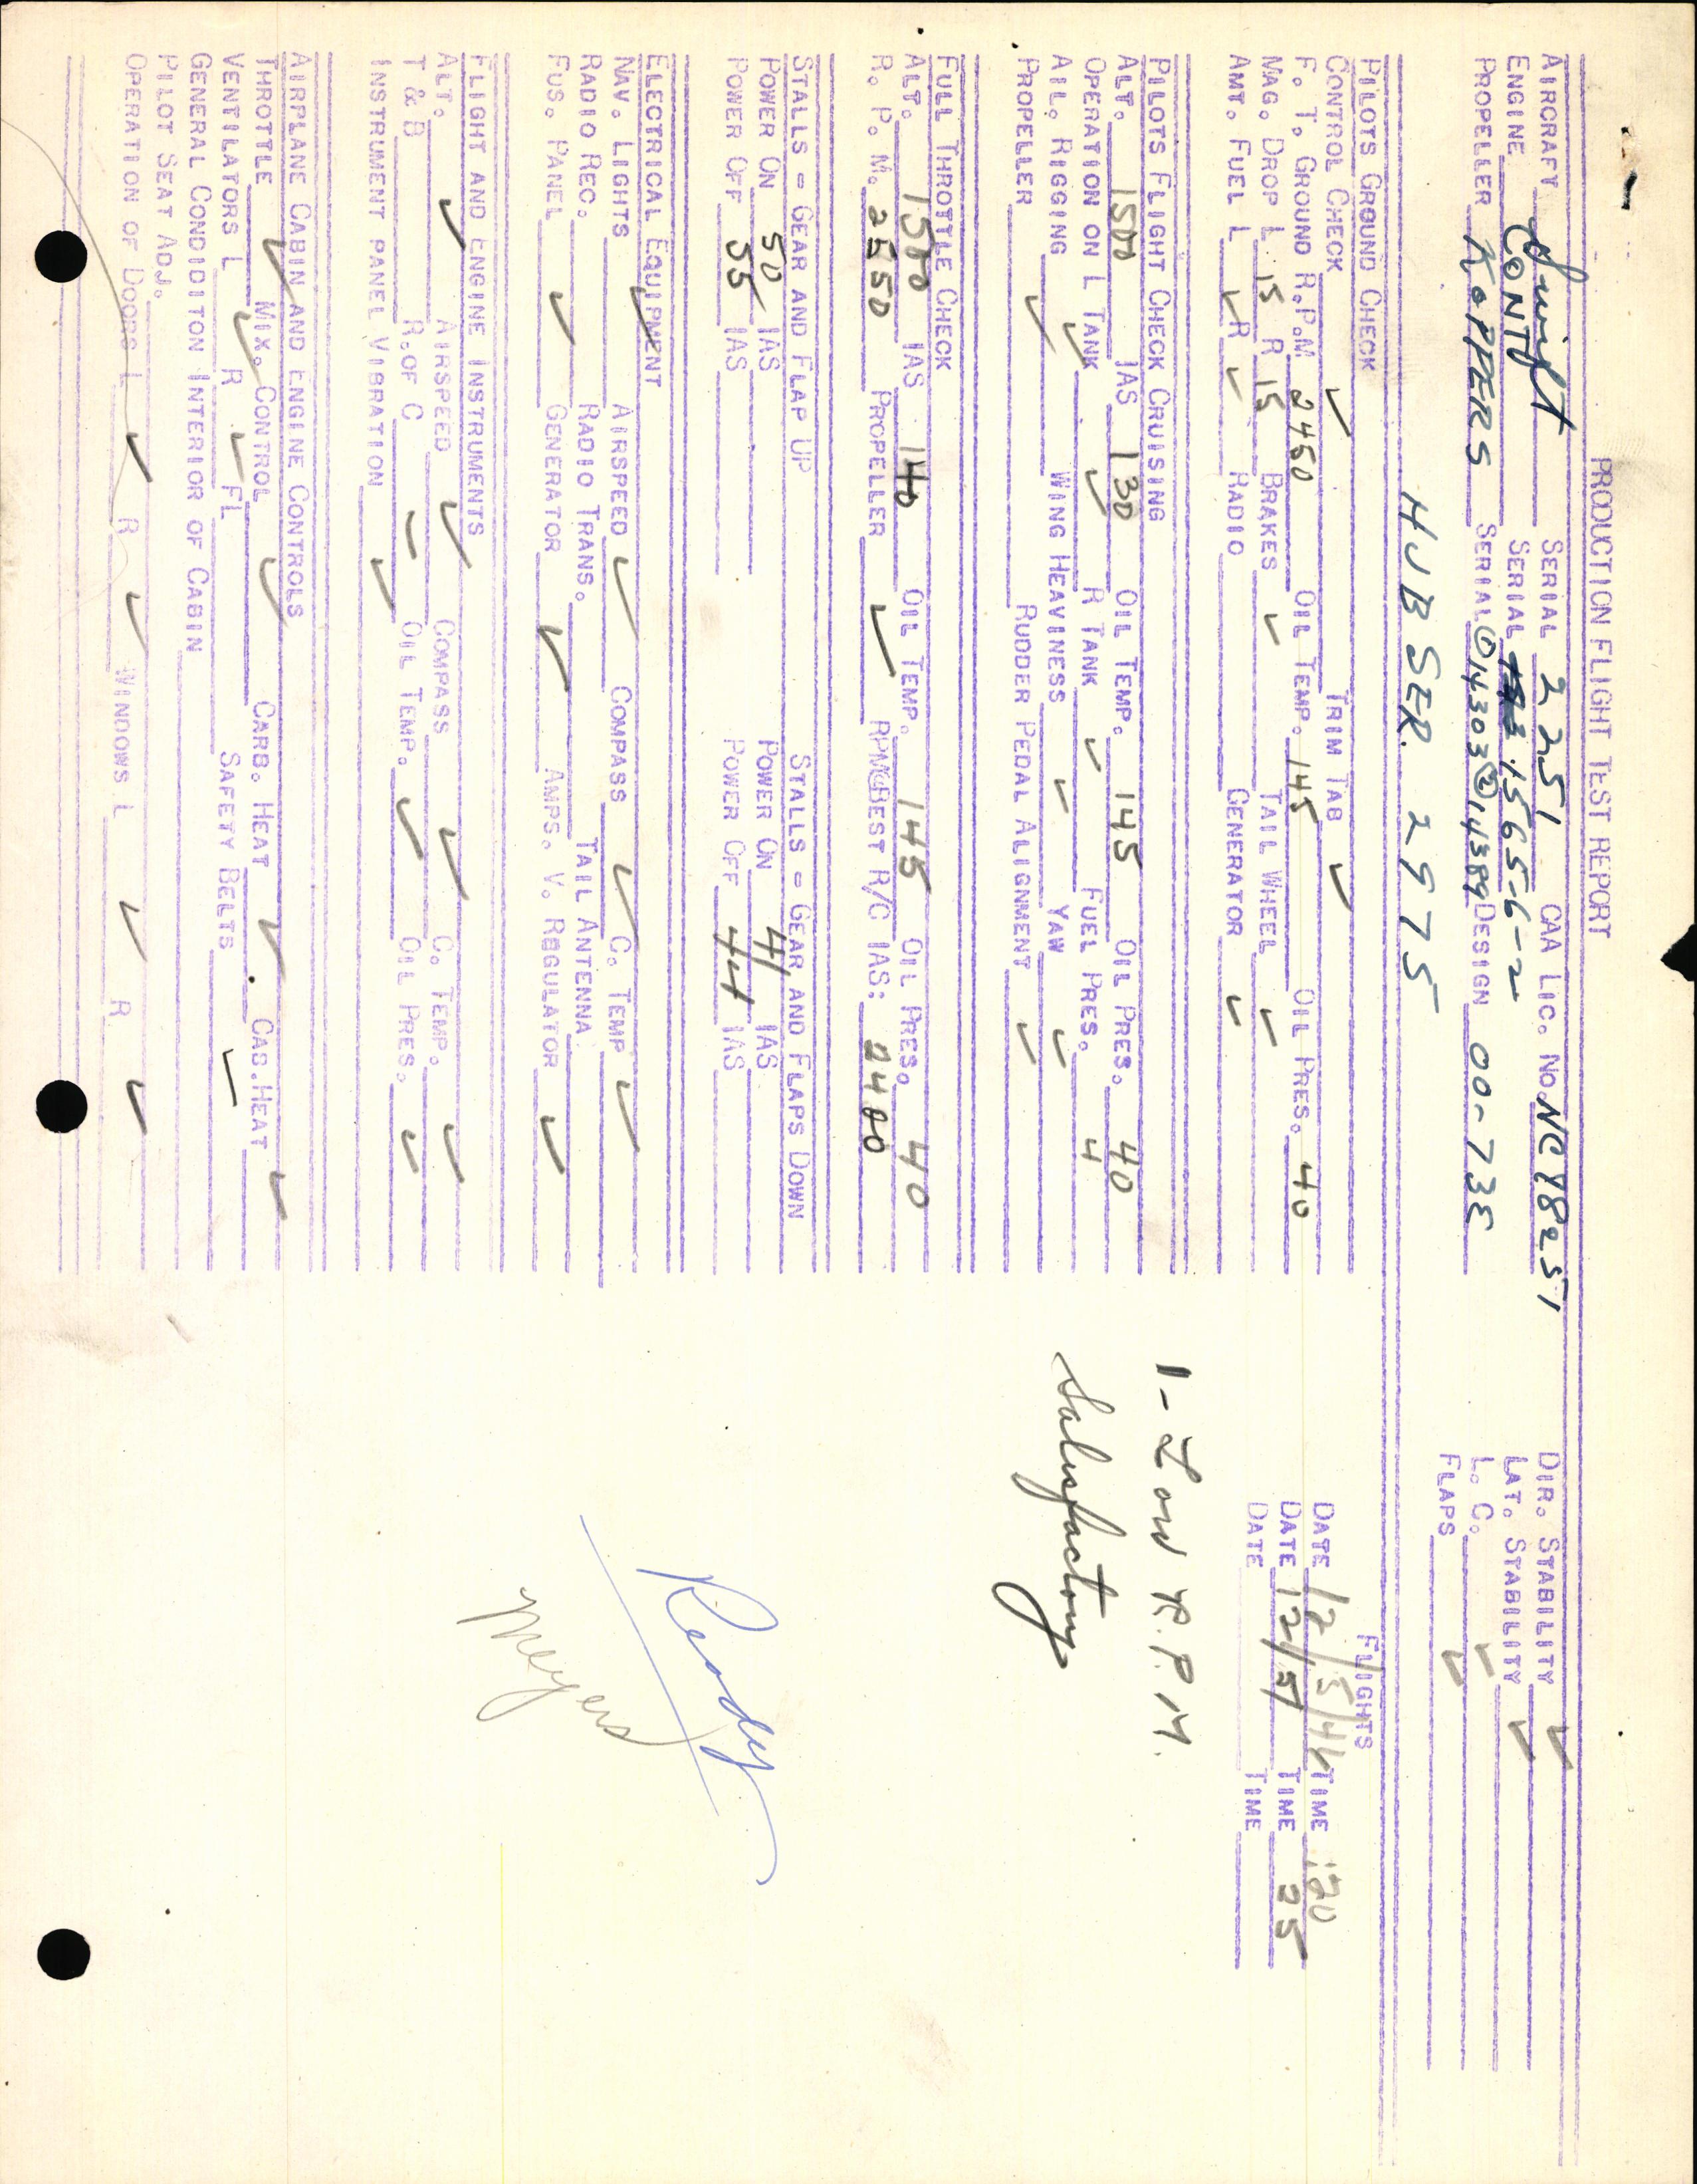 PRODUCTION FLIGHT TEST REPORT
AIRCRAFT Swift SERIAL 2251 CAA LIC. NO. NC78251 DIR. STABILITY ✓
ENGINE CONT SERIAL 15656-2 LAT. STABILITY ✓
PROPELLER KOPPERS SERIAL ① 14303 ② 14389 DESIGN 00-73E L. C. ✓
FLAPS ✓
HUB SER. 2975
PILOTS GROUND CHECK FLIGHTS
CONTROL CHECK ✓ TRIM TAB ✓ DATE 12/5/46 TIME :20
F. T. GROUND R.P.M 2450 OIL TEMP. 145 OIL PRES. 40 DATE 12/5 TIME 25
MAG. DROP L 15 R 15 BRAKES ✓ TAIL WHEEL ✓ DATE TIME
AMT. FUEL L ✓ R ✓ RADIO GENERATOR ✓
PILOTS FLIGHT CHECK CRUISING 1 - Low R.P.M.
ALT. 1500 IAS 130 OIL TEMP. 145 OIL PRES. 40
OPERATION ON L TANK ✓ R TANK ✓ FUEL PRES. 4
AIL. RIGGING ✓ WING HEAVINESS ✓ YAW ✓ Satisfactory
PROPELLER ✓ RUDDER PEDAL ALIGNMENT ✓
FULL THROTTLE CHECK
ALT. 1500 IAS 140 OIL TEMP. 145 OIL PRES. 40
R. P. M. 2550 PROPELLER ✓ RPM@BEST R/C IAS: 2400
STALLS = GEAR AND FLAP UP STALLS = GEAR AND FLAPS DOWN
POWER ON 50 IAS POWER ON 41 IAS
POWER OFF 55 IAS POWER OFF 44 IAS
Ready
Meyers
ELECTRICAL EQUIPMENT
NAV. LIGHTS ✓ AIRSPEED ✓ COMPASS ✓ C. TEMP ✓
RADIO REC. RADIO TRANS. TAIL ANTENNA
FUS. PANEL ✓ GENERATOR ✓ AMPS. V. REGULATOR ✓
FLIGHT AND ENGINE INSTRUMENTS
ALT. ✓ AIRSPEED ✓ COMPASS ✓ C. TEMP. ✓
T & B R. OF C ✓ OIL TEMP. ✓ OIL PRES. ✓
INSTRUMENT PANEL VIBRATION ✓
AIRPLANE CABIN AND ENGINE CONTROLS
THROTTLE ✓ MIX. CONTROL ✓ CARB. HEAT ✓ CAB. HEAT ✓
VENTILATORS L ✓ R ✓ FL SAFETY BELTS ✓
GENERAL CONDITON INTERIOR OF CABIN
PILOT SEAT ADJ.
OPERATION OF DOORS L ✓ R ✓ WINDOWS L ✓ R ✓